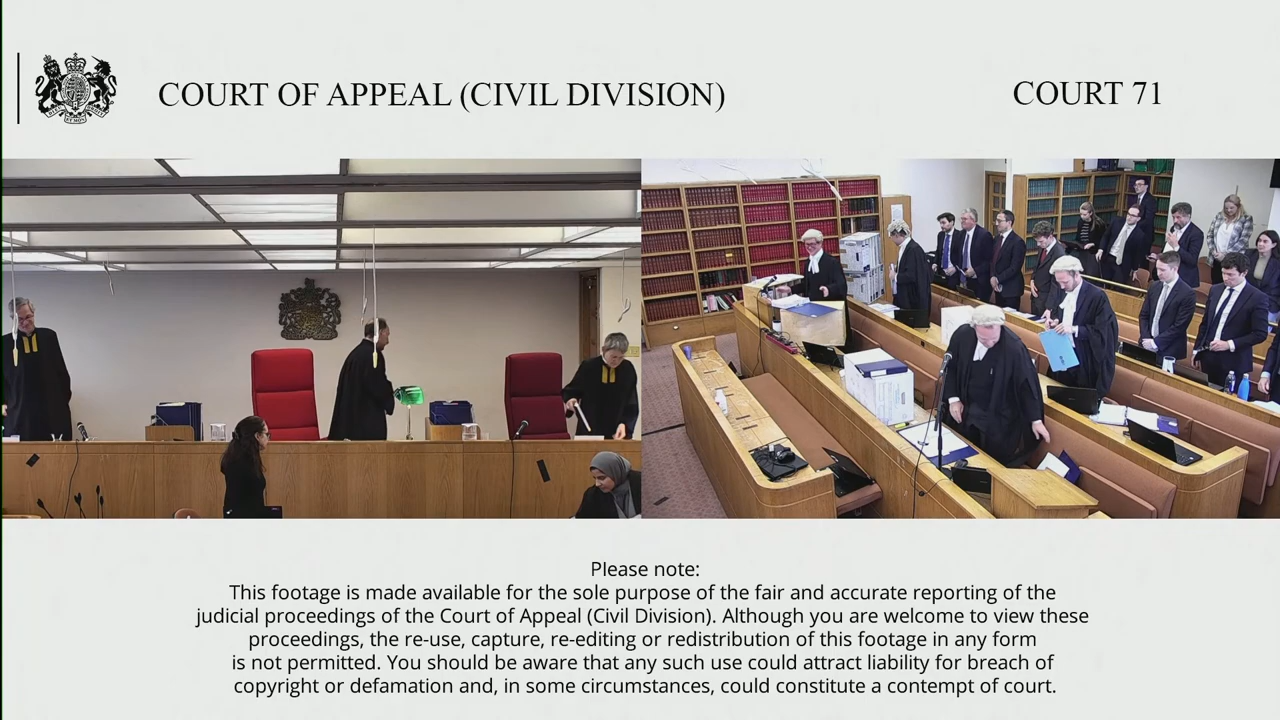 COURT OF APPEAL (CIVIL DIVISION)
COURT 71
Please note:
This footage is made available for the sole purpose of the fair and accurate reporting of the
judicial proceedings of the Court of Appeal (Civil Division). Although you are welcome to view these
proceedings, the re-use, capture, re-editing or redistribution of this footage in any form
is not permitted. You should be aware that any such use could attract liability for breach of
copyright or defamation and, in some circumstances, could constitute a contempt of court.